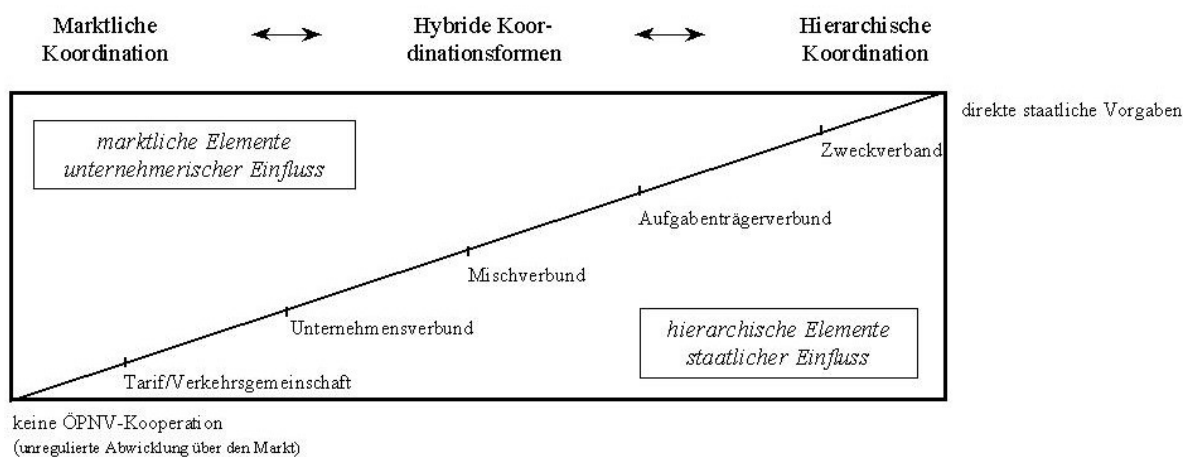 Marktliche
Koordination
Hybride Koor-
dinationsformen
Hierarchische
Koordination
direkte staatliche Vorgaben
marktliche Elemente
unternehmerischer Einfluss
Zweckverband
Aufgabenträgerverbund
Mischverbund
Unternehmensverbund
hierarchische Elemente
staatlicher Einfluss
Tarif/Verkehrsgemeinschaft
keine ÖPNV-Kooperation
(unregulierte Abwicklung über den Markt)